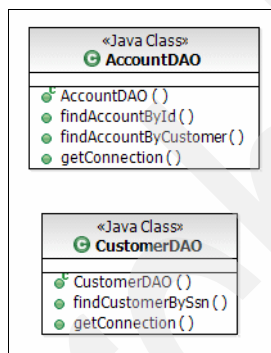 «Java Class»
AccountDAO
AccountDAO ( )
findAccountById ( )
findAccountByCustomer ( )
getConnection ( )
«Java Class»
CustomerDAO
CustomerDAO ( )
findCustomerBySsn ( )
getConnection ( )